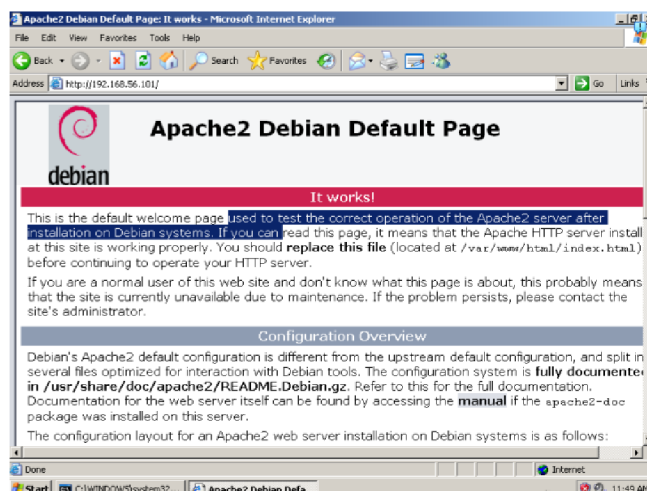 Apache2 Debian Default Page: It works - Microsoft Internet Explorer
File Edit View Favorites Tools Help
Back Search Favorites
Address http://192.168.56.101/ Go Links
Apache2 Debian Default Page
debian
It works!
This is the default welcome page used to test the correct operation of the Apache2 server after
installation on Debian systems. If you can read this page, it means that the Apache HTTP server install
at this site is working properly. You should replace this file (located at /var/www/html/index.html)
before continuing to operate your HTTP server.
If you are a normal user of this web site and don't know what this page is about, this probably means
that the site is currently unavailable due to maintenance. If the problem persists, please contact the
site's administrator.
Configuration Overview
Debian's Apache2 default configuration is different from the upstream default configuration, and split in
several files optimized for interaction with Debian tools. The configuration system is fully documente
in /usr/share/doc/apache2/README.Debian.gz. Refer to this for the full documentation.
Documentation for the web server itself can be found by accessing the manual if the apache2-doc
package was installed on this server.
The configuration layout for an Apache2 web server installation on Debian systems is as follows:
Done Internet
Start C:\WINDOWS\system32... Apache2 Debian Defa... 11:49 AM